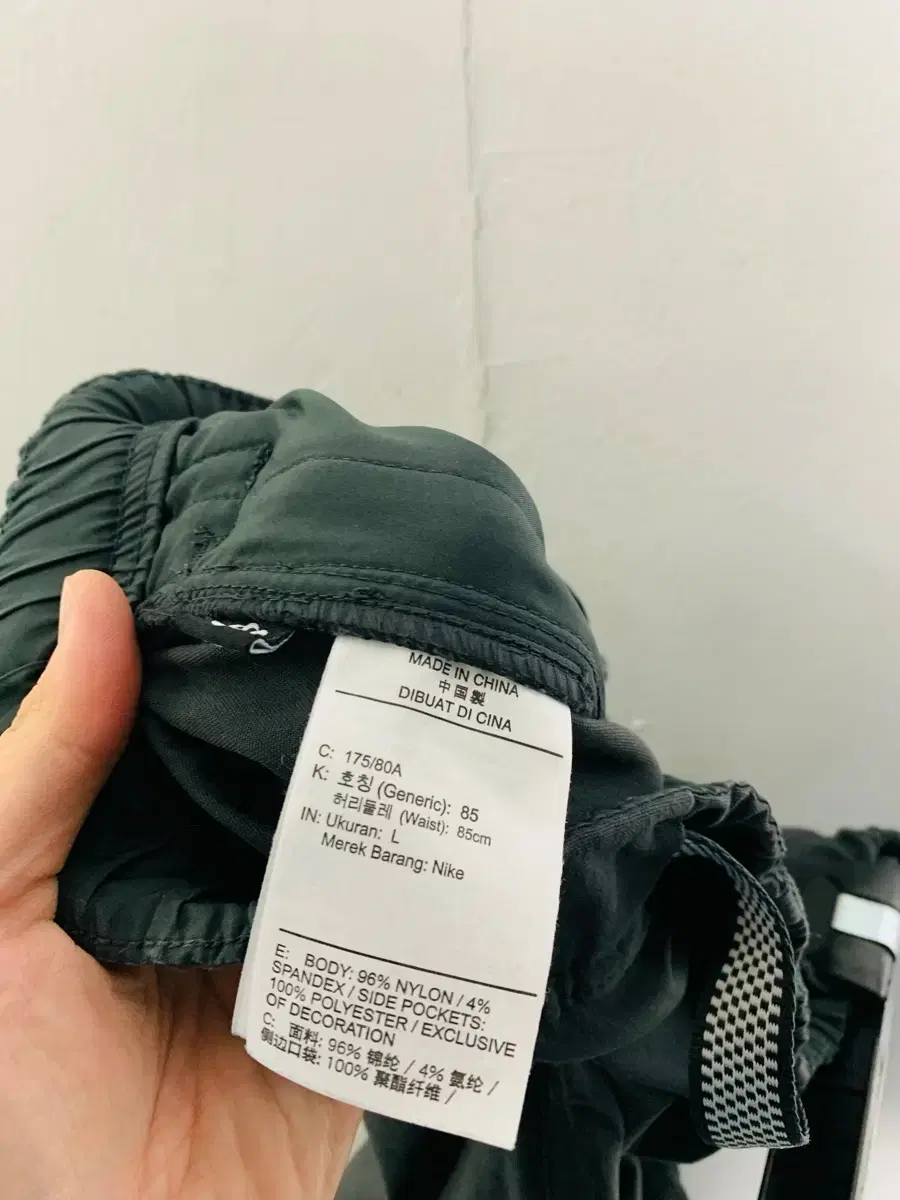 MADE IN CHINA
中国製
DIBUAT DI CINA
C: 175/80A
K: 호칭 (Generic): 85
허리둘레 (Waist): 85cm
IN: Ukuran: L
Merek Barang: Nike
E: BODY: 96% NYLON / 4%
SPANDEX / SIDE POCKETS:
100% POLYESTER / EXCLUSIVE
OF DECORATION
C: 面料: 96% 锦纶 / 4% 氨纶 /
侧边口袋: 100% 聚酯纤维 /